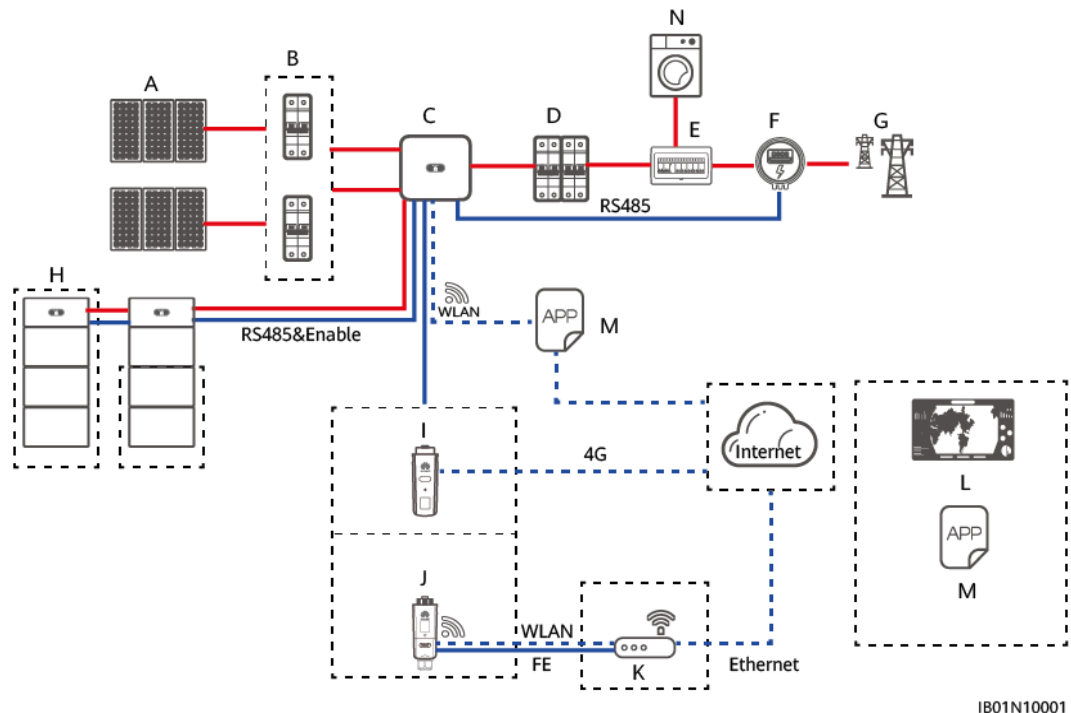 N
B
A
C
D
E
F
G
RS485
H
WLAN
APP
M
RS485&Enable
I
4G
Internet
L
APP
M
J
WLAN
FE
K
Ethernet
IB01N10001